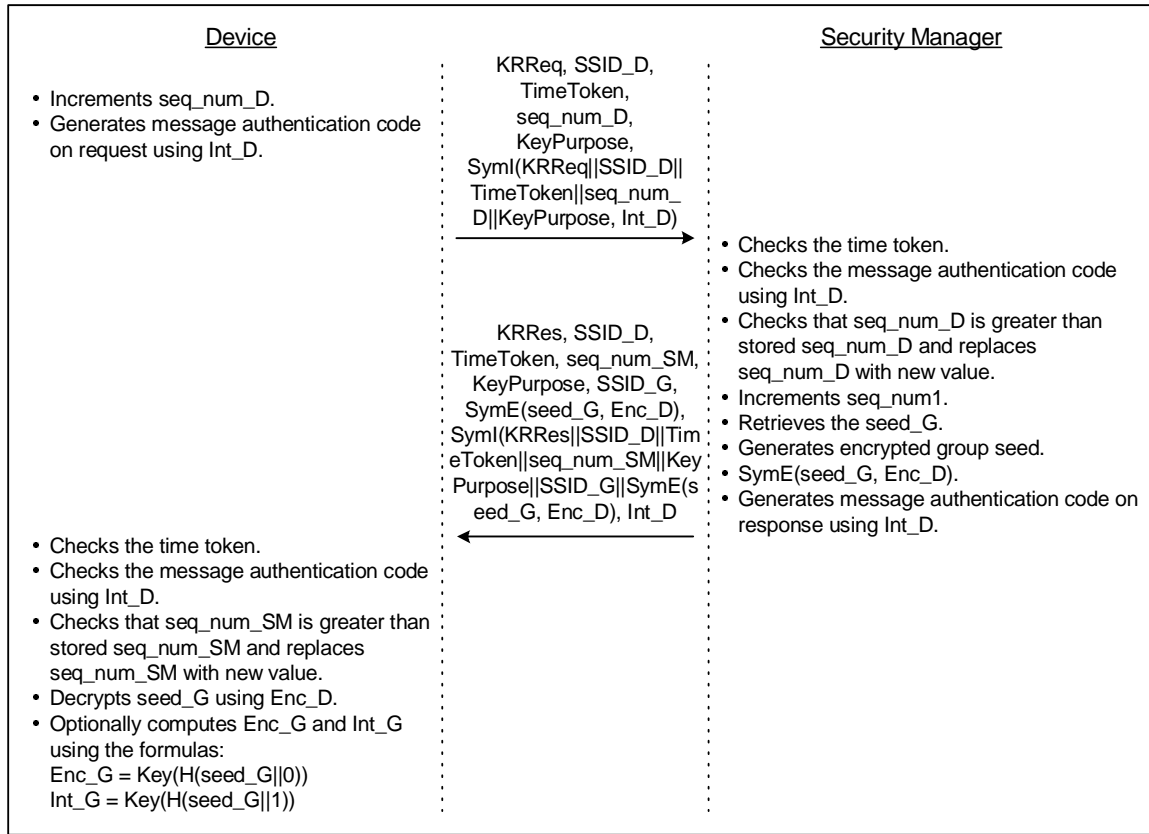 Device
Security Manager
KRReq, SSID_D,
TimeToken,
seq_num_D,
KeyPurpose,
SymI(KRReq||SSID_D||
TimeToken||seq_num_
D||KeyPurpose, Int_D)
• Increments seq_num_D.
• Generates message authentication code
on request using Int_D.
• Checks the time token.
• Checks the message authentication code
using Int_D.
• Checks that seq_num_D is greater than
stored seq_num_D and replaces
seq_num_D with new value.
• Increments seq_num1.
• Retrieves the seed_G.
• Generates encrypted group seed.
• SymE(seed_G, Enc_D).
• Generates message authentication code on
response using Int_D.
KRRes, SSID_D,
TimeToken, seq_num_SM,
KeyPurpose, SSID_G,
SymE(seed_G, Enc_D),
SymI(KRRes||SSID_D||Tim
eToken||seq_num_SM||Key
Purpose||SSID_G||SymE(s
eed_G, Enc_D), Int_D
• Checks the time token.
• Checks the message authentication code
using Int_D.
• Checks that seq_num_SM is greater than
stored seq_num_SM and replaces
seq_num_SM with new value.
• Decrypts seed_G using Enc_D.
• Optionally computes Enc_G and Int_G
using the formulas:
Enc_G = Key(H(seed_G||0))
Int_G = Key(H(seed_G||1))